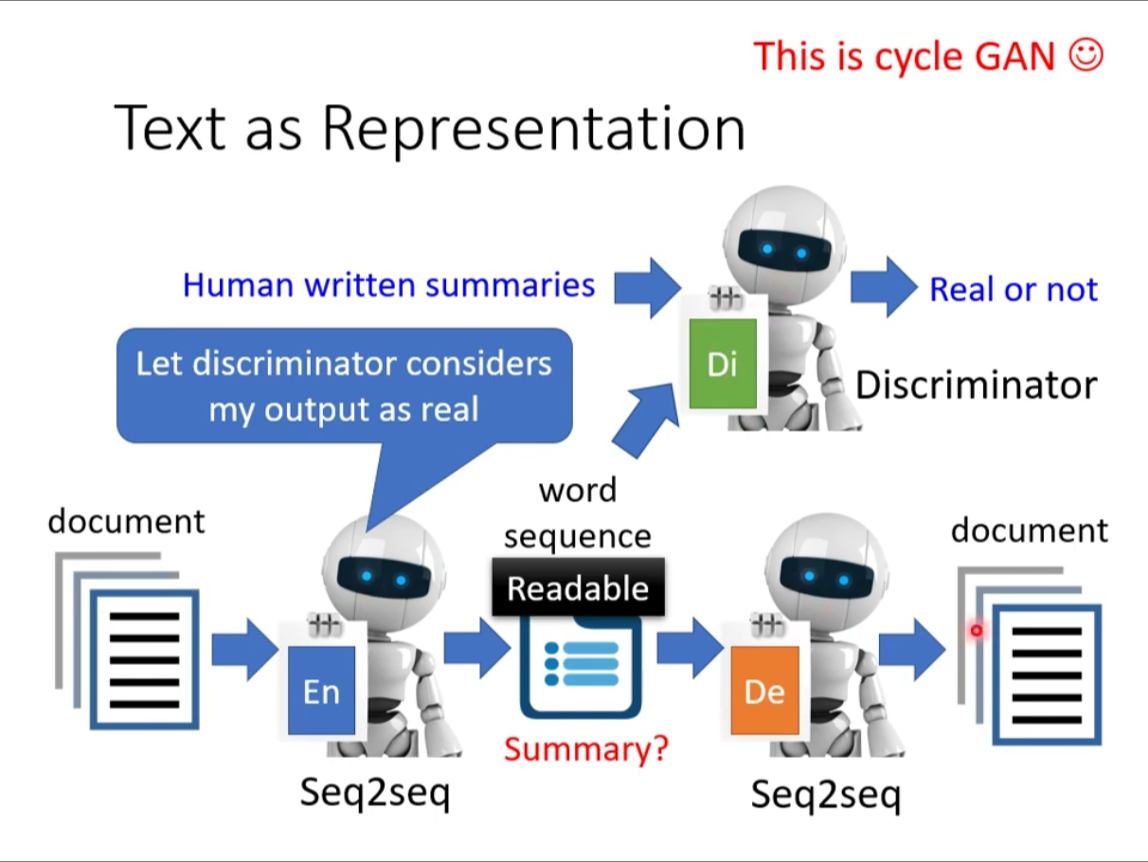 This is cycle GAN ☺
Text as Representation
Human written summaries
Real or not
Di
Discriminator
Let discriminator considers
my output as real
word
sequence
document
document
Readable
En
De
Summary?
Seq2seq
Seq2seq